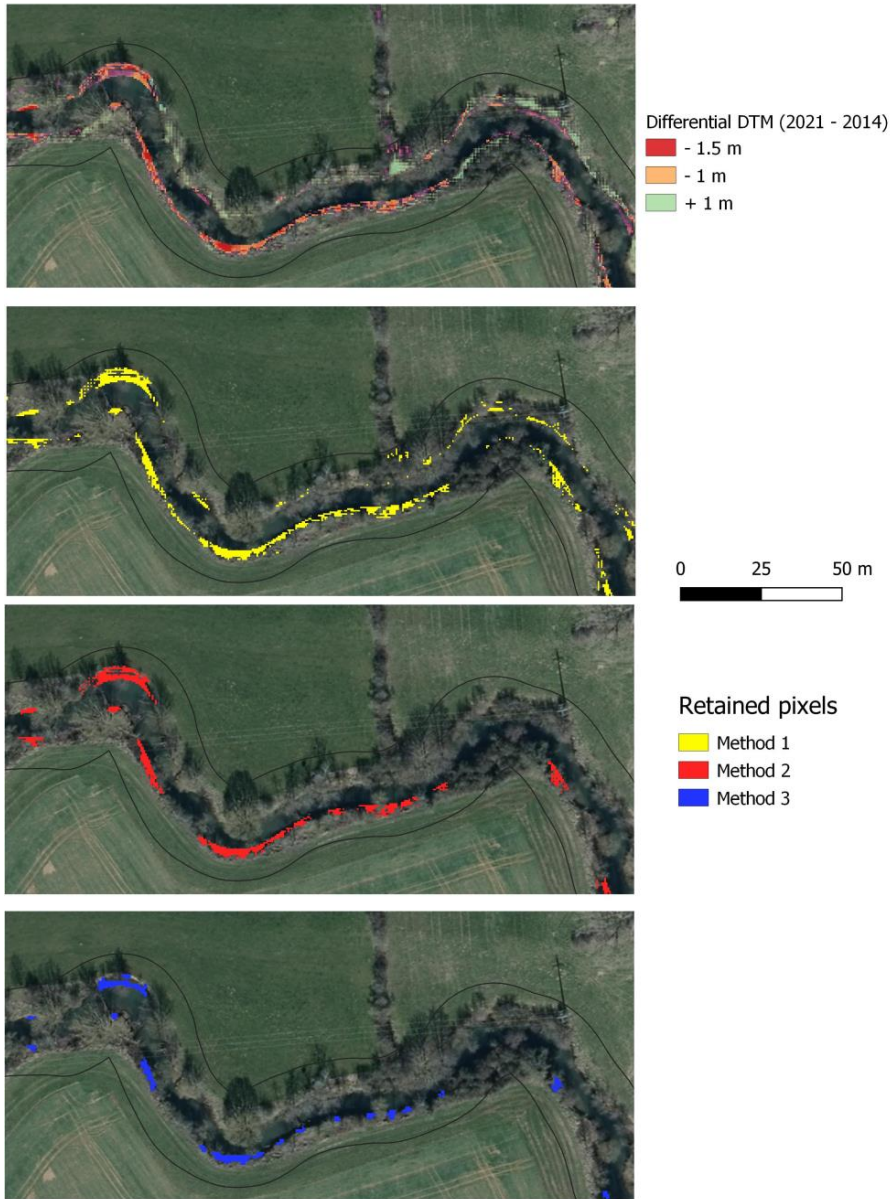 Differential DTM (2021 - 2014)
- 1.5 m
- 1 m
+ 1 m
0 25 50 m
Retained pixels
Method 1
Method 2
Method 3